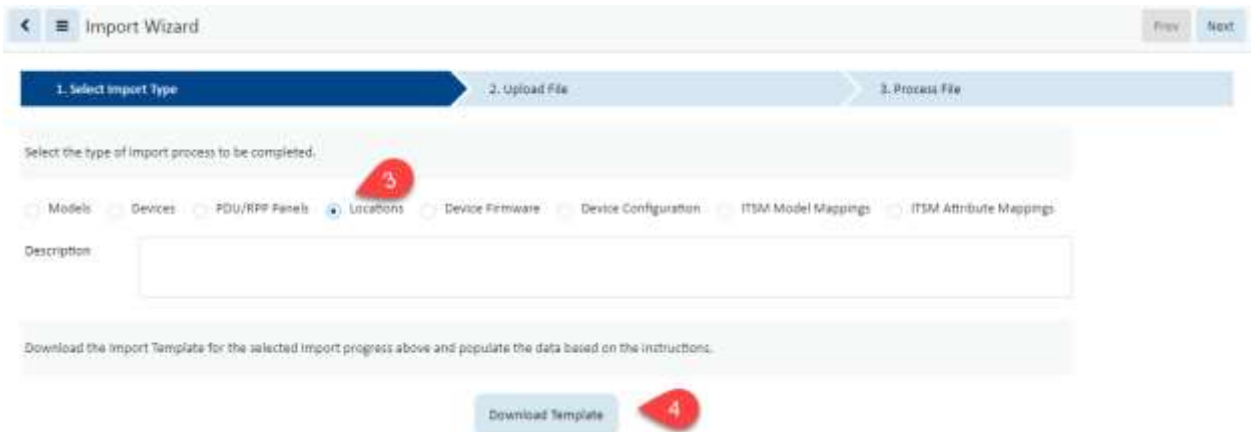 Import Wizard Prev Next
1. Select Import Type 2. Upload File 3. Process File
Select the type of import process to be completed.
3
Models Devices PDU/RPP Panels Locations Device Firmware Device Configuration ITSM Model Mappings ITSM Attribute Mappings
Description
Download the Import Template for the selected import progress above and populate the data based on the instructions.
Download Template 4